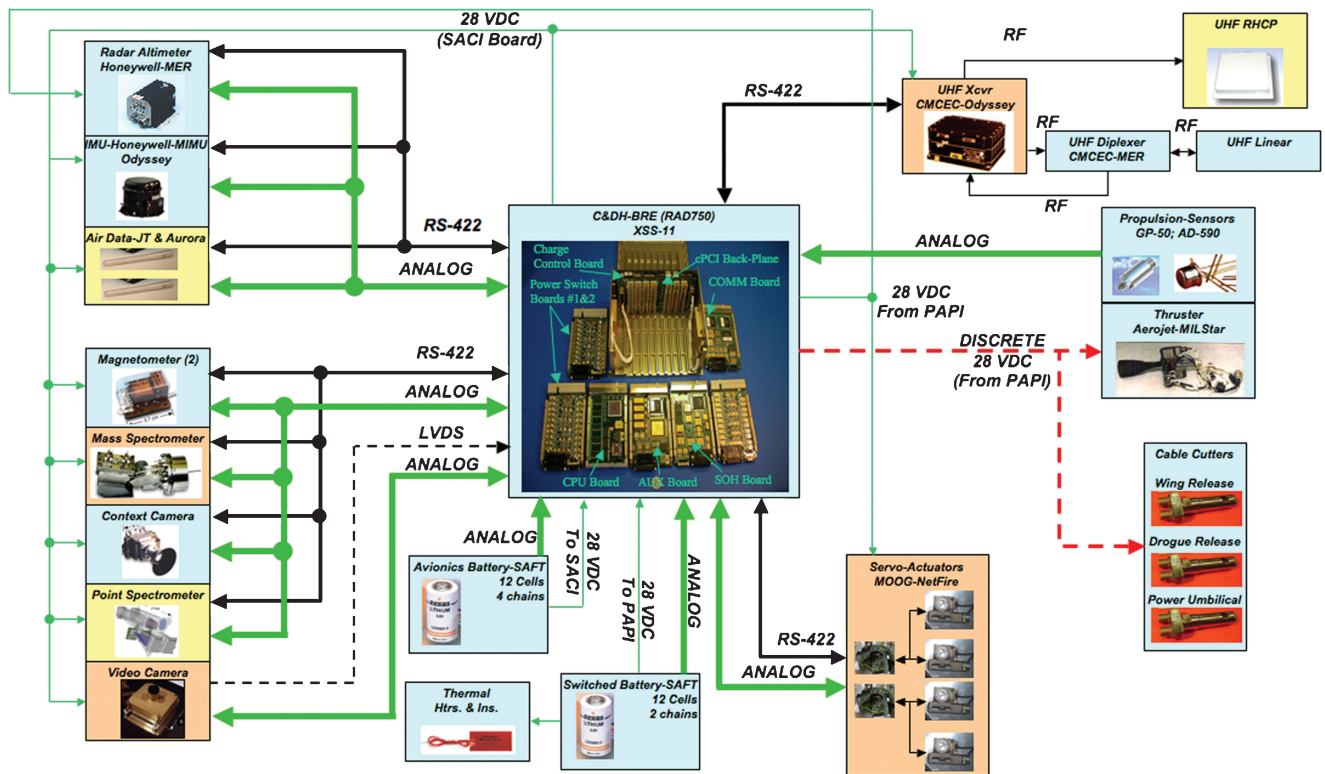 28 VDC
(SACI Board)
Radar Altimeter
Honeywell-MER
IMU-Honeywell-MIMU
Odyssey
Air Data-JT & Aurora
RS-422
ANALOG
Magnetometer (2)
Mass Spectrometer
Context Camera
Point Spectrometer
Video Camera
RS-422
ANALOG
LVDS
ANALOG
C&DH-BRE (RAD750)
XSS-11
Charge
Control Board
cPCI Back-Plane
Power Switch
Boards #1&2
COMM Board
CPU Board
AUX Board
SOH Board
RS-422
UHF Xcvr
CMCEC-Odyssey
RF
UHF RHCP
RF
UHF Diplexer
CMCEC-MER
RF
UHF Linear
RF
ANALOG
Propulsion-Sensors
GP-50; AD-590
28 VDC
From PAPI
DISCRETE
28 VDC
(From PAPI)
Thruster
Aerojet-MILStar
Cable Cutters
Wing Release
Drogue Release
Power Umbilical
ANALOG
28 VDC
To SACI
28 VDC
To PAPI
ANALOG
Avionics Battery-SAFT
12 Cells
4 chains
LITHIUM
Switched Battery-SAFT
12 Cells
2 chains
LITHIUM
Thermal
Htrs. & Ins.
RS-422
ANALOG
Servo-Actuators
MOOG-NetFire